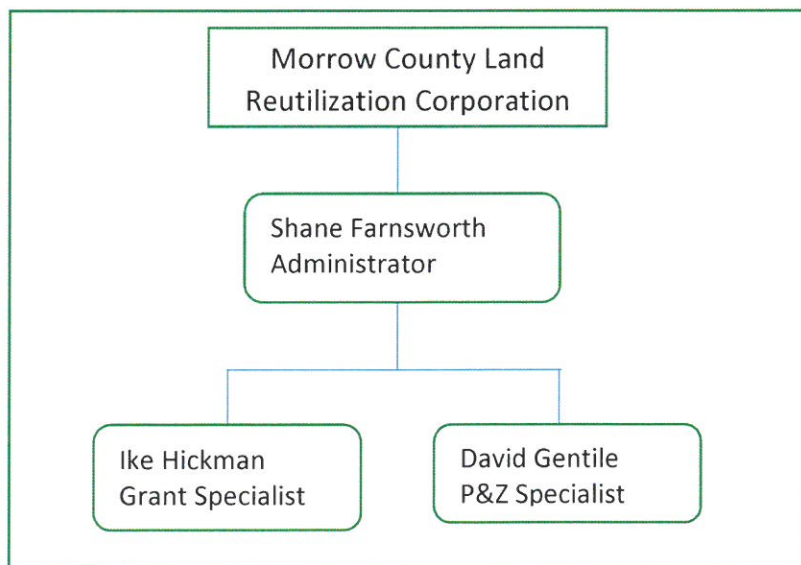 Morrow County Land
Reutilization Corporation
Shane Farnsworth
Administrator
Ike Hickman
Grant Specialist
David Gentile
P&Z Specialist